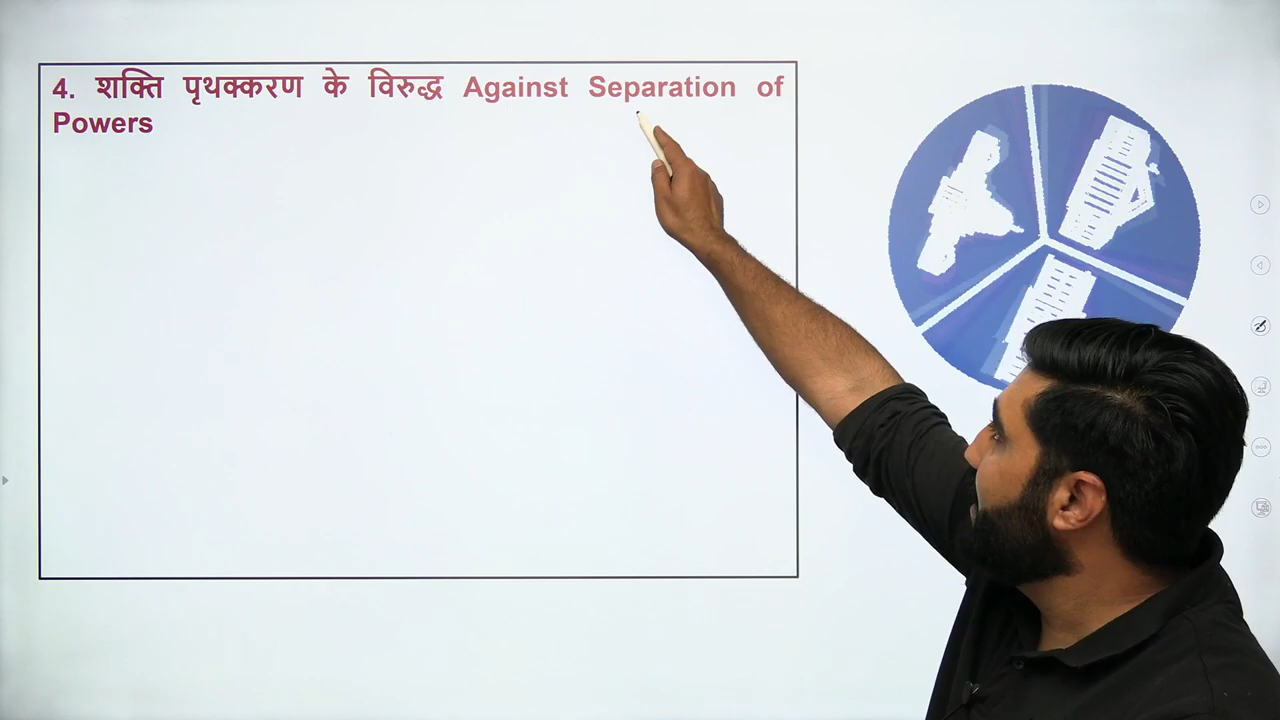 4. शक्ति पृथक्करण के विरुद्ध Against Separation of
Powers